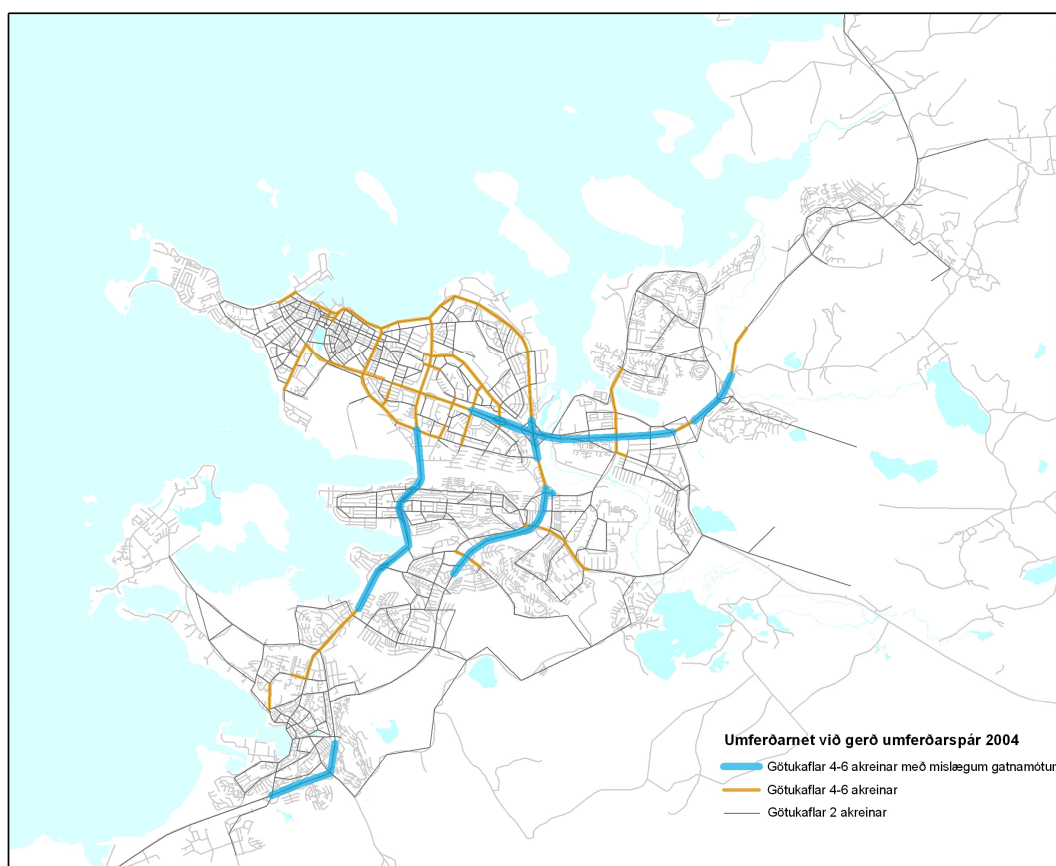 Umferðarnet við gerð umferðarspár 2004
Götukaflar 4-6 akreinar með mislægum gatnamótum
Götukaflar 4-6 akreinar
Götukaflar 2 akreinar